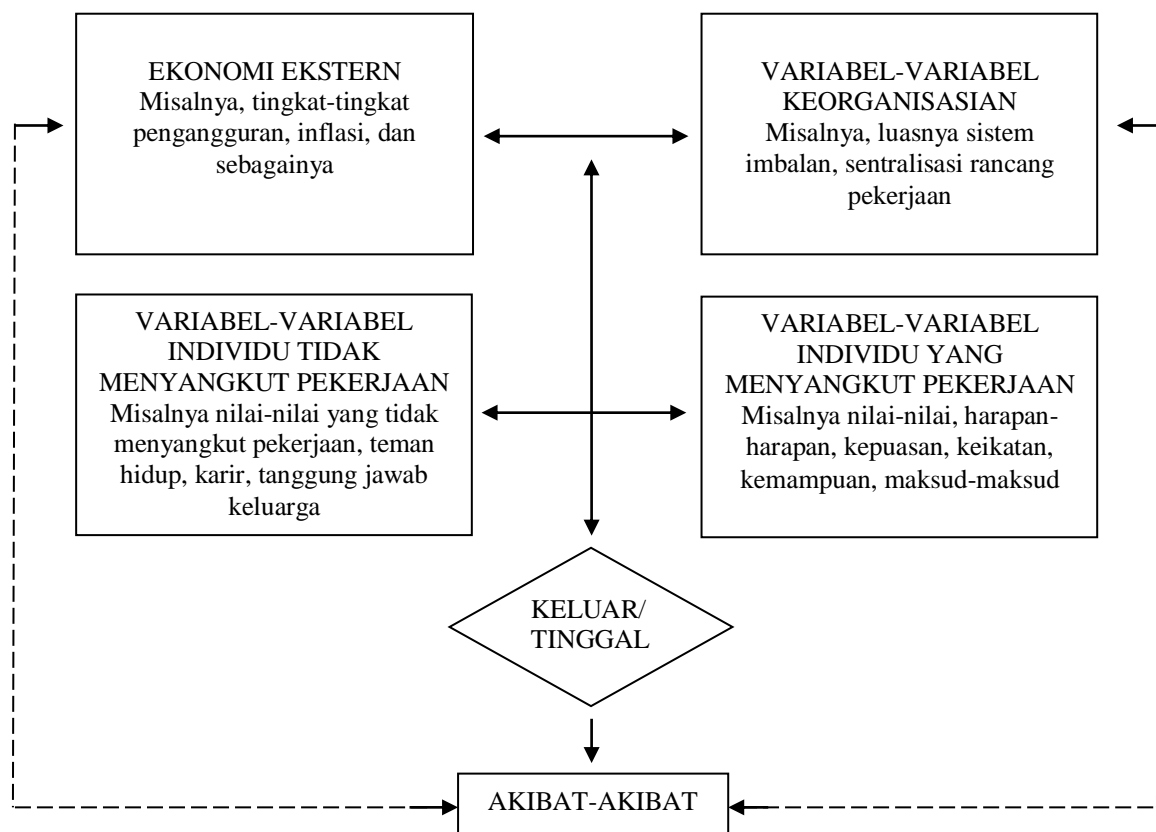 EKONOMI EKSTERN
Misalnya, tingkat-tingkat
pengangguran, inflasi, dan
sebagainya
VARIABEL-VARIABEL
KEORGANISASIAN
Misalnya, luasnya sistem
imbalan, sentralisasi rancang
pekerjaan
VARIABEL-VARIABEL
INDIVIDU TIDAK
MENYANGKUT PEKERJAAN
Misalnya nilai-nilai yang tidak
menyangkut pekerjaan, teman
hidup, karir, tanggung jawab
keluarga
VARIABEL-VARIABEL
INDIVIDU YANG
MENYANGKUT PEKERJAAN
Misalnya nilai-nilai, harapan-
harapan, kepuasan, keikatan,
kemampuan, maksud-maksud
KELUAR/
TINGGAL
AKIBAT-AKIBAT